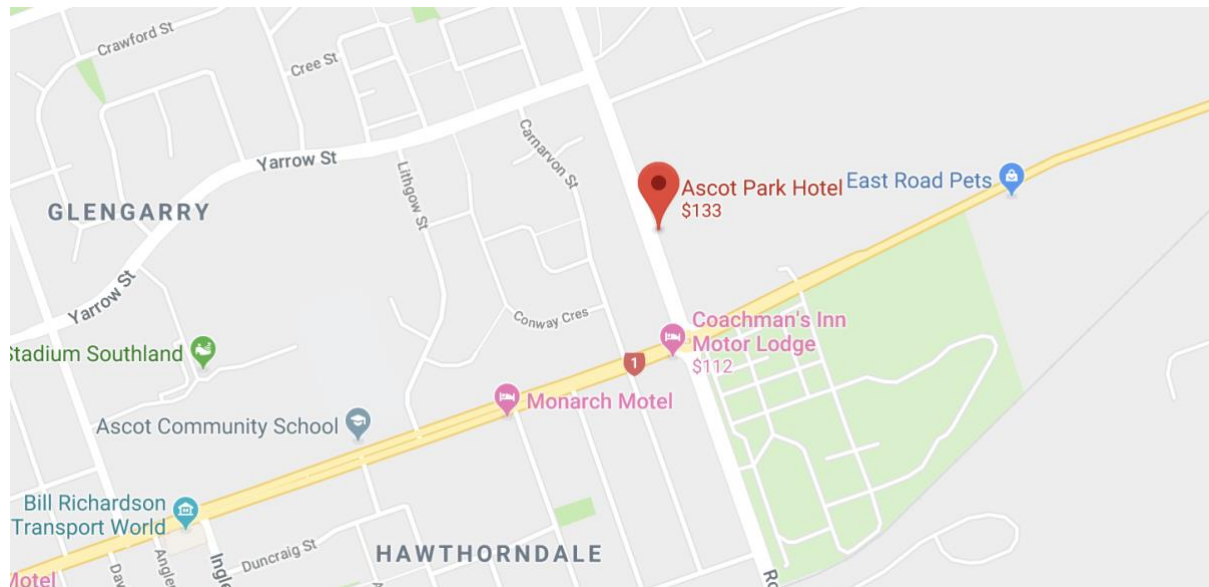 Crawford St
Cree St
Yarrow St
Carnarvon St
Lithgow St
Ascot Park Hotel
$133
East Road Pets
GLENGARRY
Yarrow St
Conway Cres
Coachman's Inn
Motor Lodge
$112
Stadium Southland
1
Monarch Motel
Ascot Community School
Bill Richardson
Transport World
Duncraig St
HAWTHORNDALE
Motel